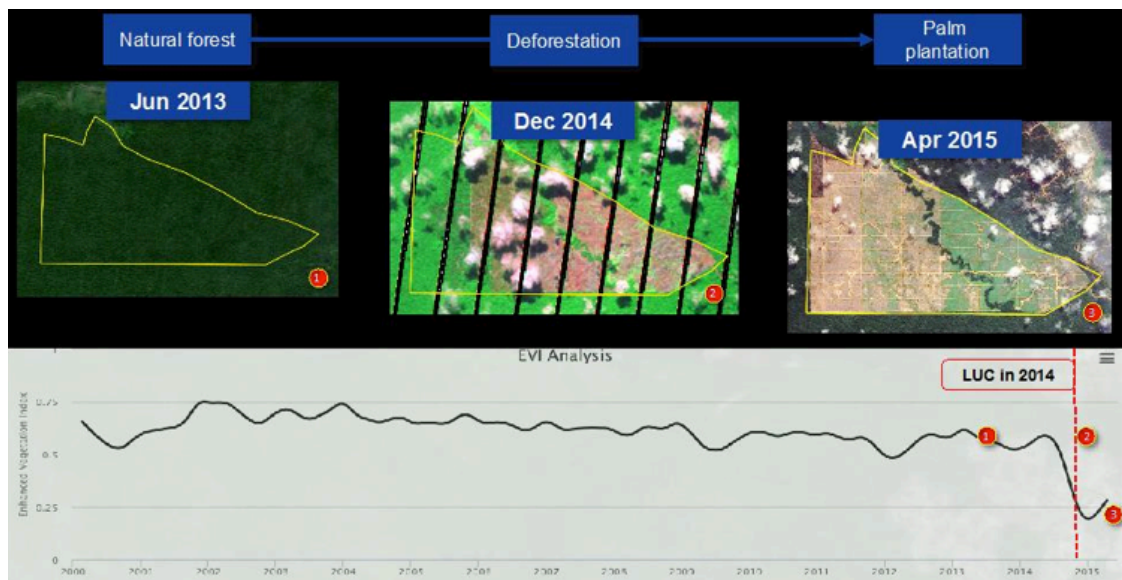 Natural forest
Deforestation
Palm
plantation
Jun 2013
Dec 2014
Apr 2015
1
2
3
EVI Analysis
LUC in 2014
Enhanced Vegetation Index
0.75
0.5
0.25
0
1
2
3
2000 2001 2002 2003 2004 2005 2006 2007 2008 2009 2010 2011 2012 2013 2014 2015